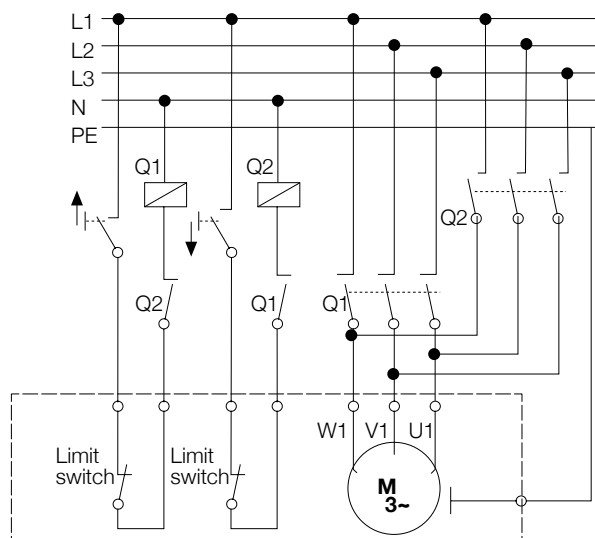 L1
L2
L3
N
PE
Q1
Q2
Q2
Q2
Q1
Q1
W1
V1
U1
Limit
switch
Limit
switch
M
3~